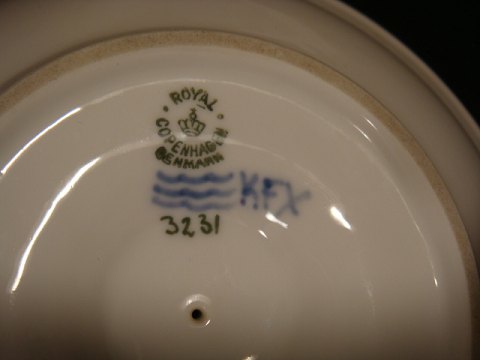 ROYAL
COPENHAGEN
DENMARK
KFX
3231